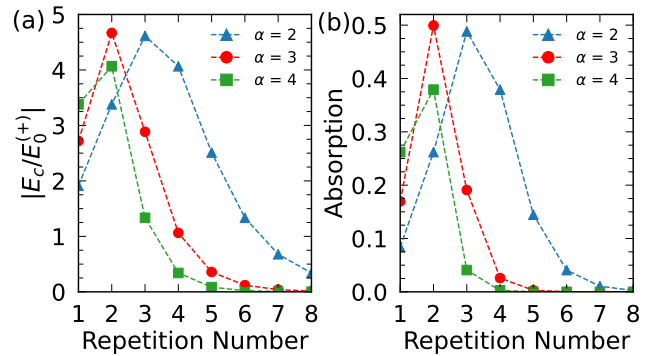 (a)
|E_c/E_0^(+)|
5
4
3
2
1
0
1 2 3 4 5 6 7 8
Repetition Number
α = 2
α = 3
α = 4
(b)
Absorption
0.5
0.4
0.3
0.2
0.1
0.0
1 2 3 4 5 6 7 8
Repetition Number
α = 2
α = 3
α = 4